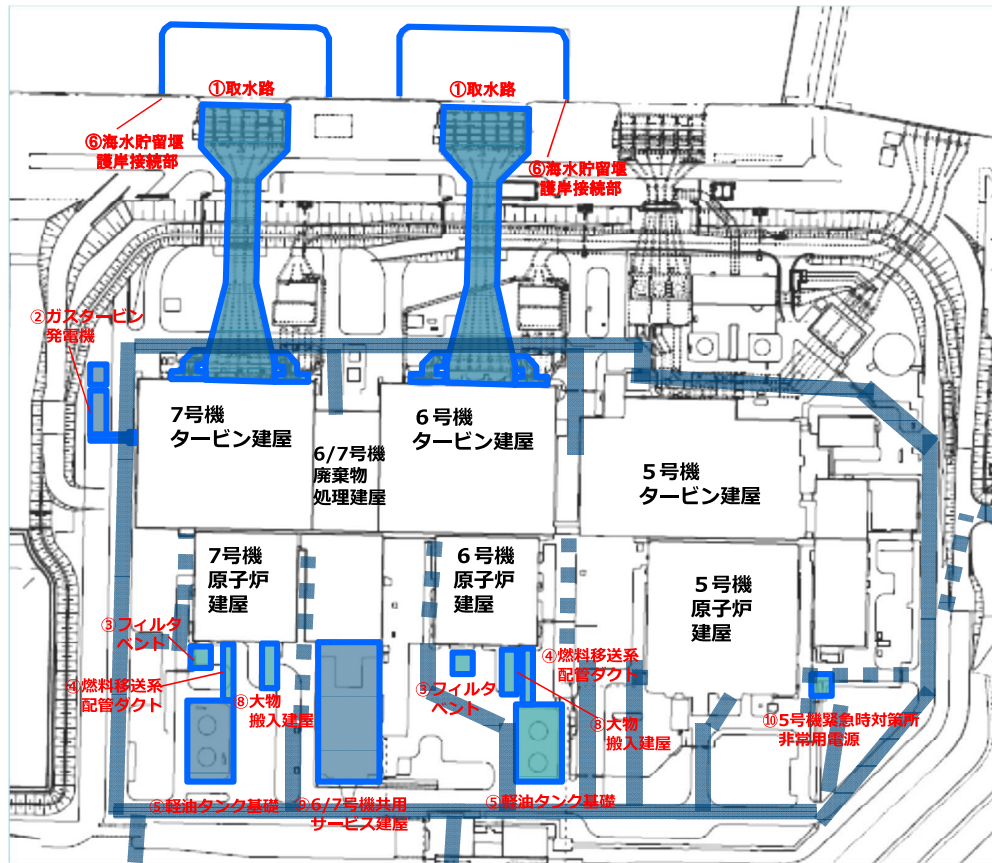 ①取水路
①取水路
⑥海水貯留堰
護岸接続部
⑥海水貯留堰
護岸接続部
②ガスタービン
発電機
7号機
タービン建屋
6/7号機
廃棄物
処理建屋
6号機
タービン建屋
5号機
タービン建屋
7号機
原子炉
建屋
6号機
原子炉
建屋
5号機
原子炉
建屋
③フィルタ
ベント
④燃料移送系
配管ダクト
⑧大物
搬入建屋
③フィルタ
ベント
④燃料移送系
配管ダクト
⑧大物
搬入建屋
⑩5号機緊急時対策所
非常用電源
⑤軽油タンク基礎
⑨6/7号機共用
サービス建屋
⑤軽油タンク基礎